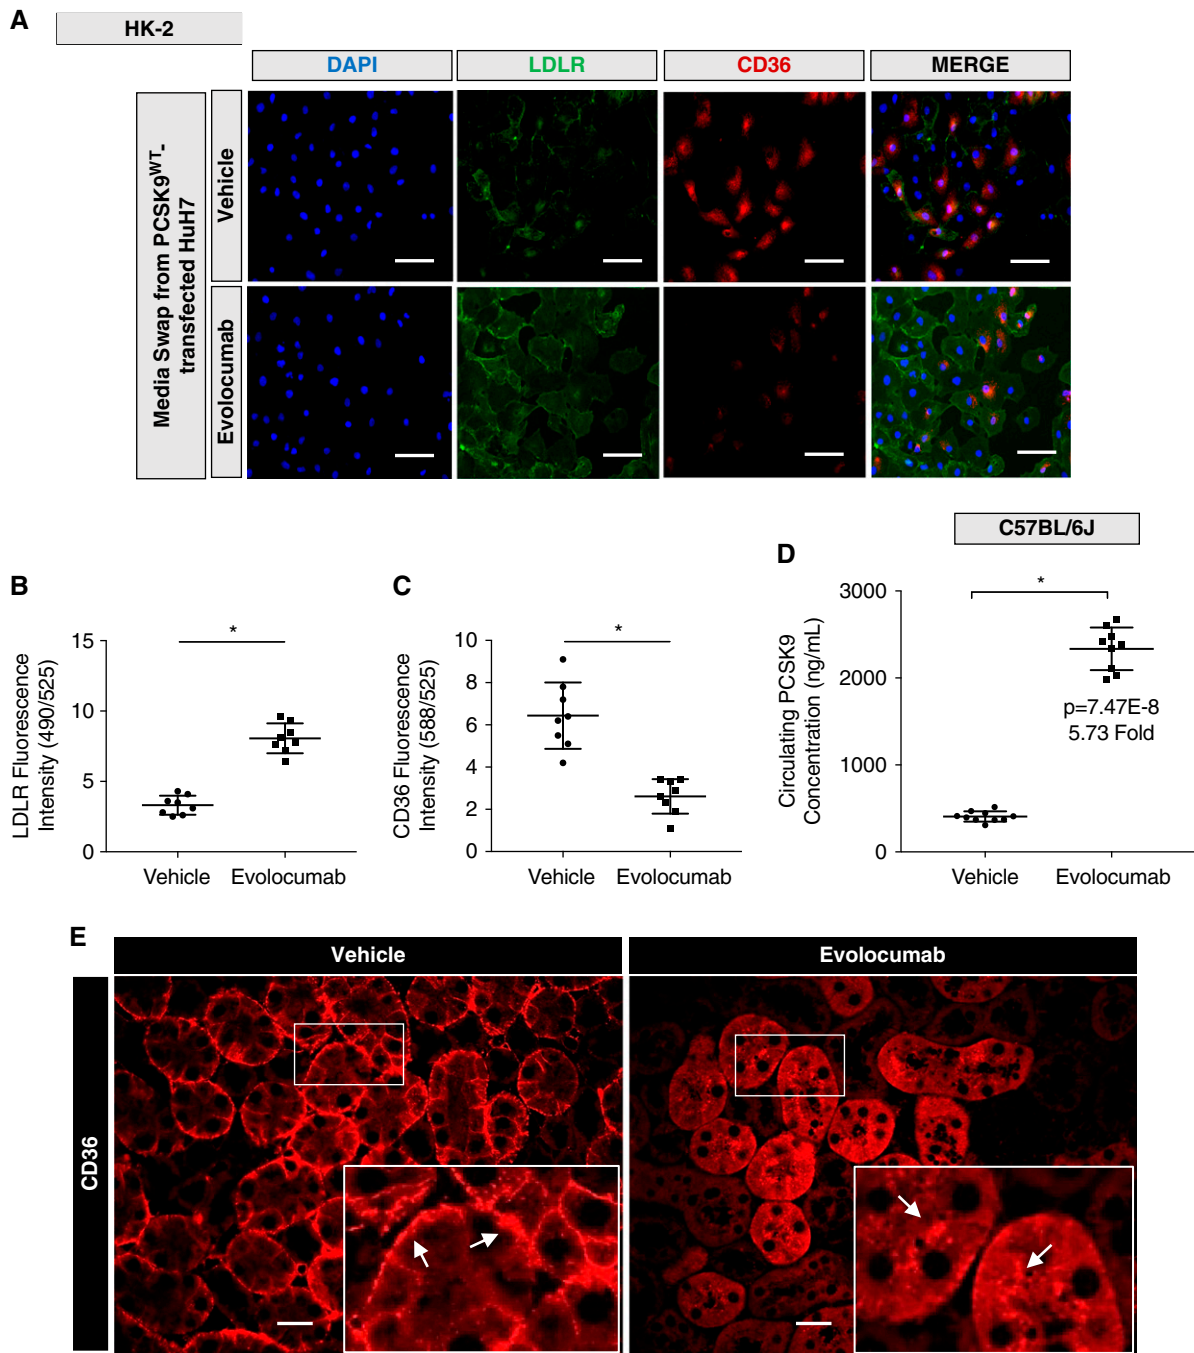 A
HK-2
DAPI
LDLR
CD36
MERGE
Media Swap from PCSK9WT-
transfected HuH7
Vehicle
Evolocumab
B
LDLR Fluorescence
Intensity (490/525)
15
10
5
0
*
Vehicle
Evolocumab
C
CD36 Fluorescence
Intensity (588/525)
10
8
6
4
2
0
*
Vehicle
Evolocumab
C57BL/6J
D
Circulating PCSK9
Concentration (ng/mL)
3000
2000
1000
0
*
p=7.47E-8
5.73 Fold
Vehicle
Evolocumab
E
Vehicle
Evolocumab
CD36